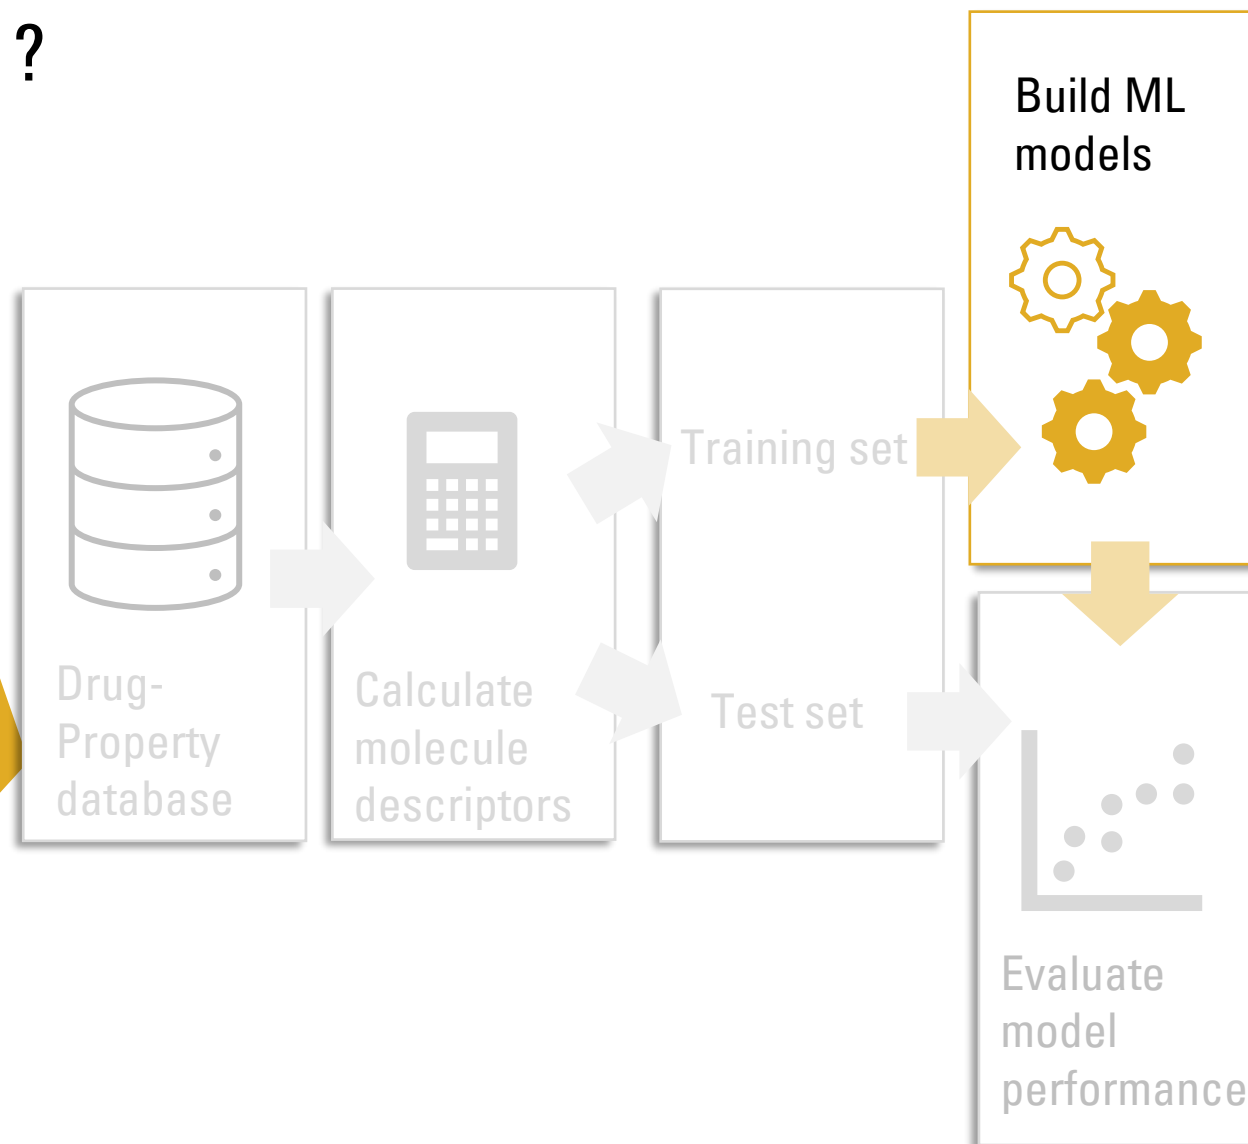 ?
Build ML
models
Training set
Drug-
Property
database
Calculate
molecule
descriptors
Test set
Evaluate
model
performance